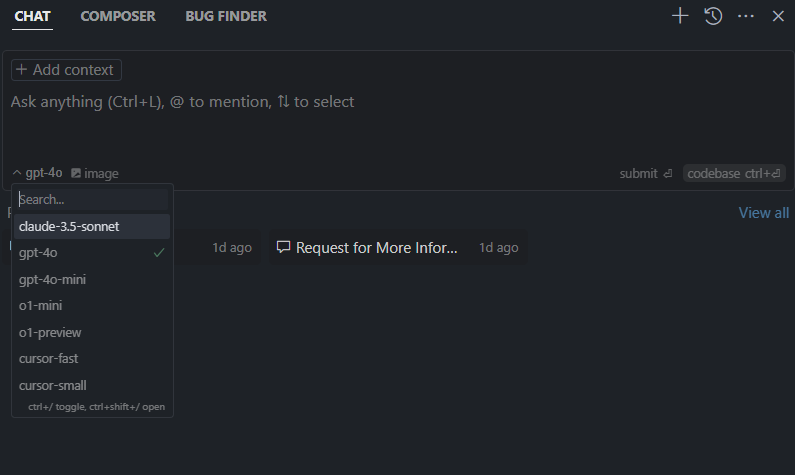 CHAT COMPOSER BUG FINDER
+ Add context
Ask anything (Ctrl+L), @ to mention, ⇅ to select
gpt-4o image submit ⏎ codebase ctrl+⏎
Search...
View all
claude-3.5-sonnet
1d ago Request for More Infor... 1d ago
gpt-4o ✓
gpt-4o-mini
o1-mini
o1-preview
cursor-fast
cursor-small
ctrl+/ toggle, ctrl+shift+/ open